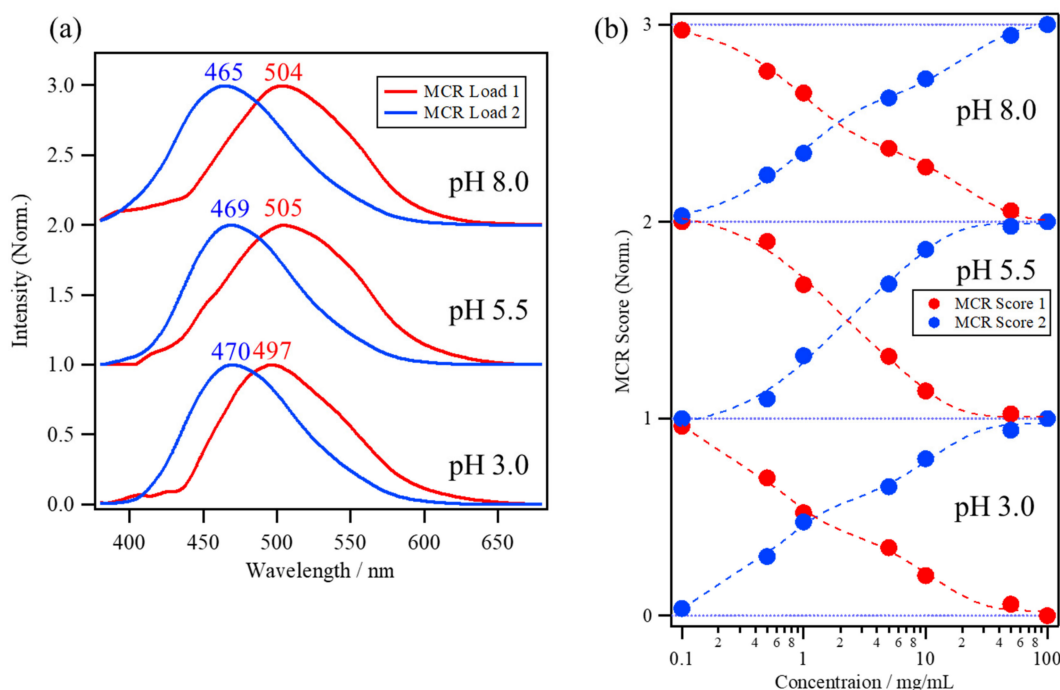 (a)
465
504
MCR Load 1
MCR Load 2
pH 8.0
469
505
pH 5.5
470
497
pH 3.0
3.0
2.5
2.0
1.5
1.0
0.5
0.0
Intensity (Norm.)
400 450 500 550 600 650
Wavelength / nm
(b)
3
2
1
0
MCR Score (Norm.)
pH 8.0
pH 5.5
MCR Score 1
MCR Score 2
pH 3.0
0.1 2 4 6 8 1 2 4 6 8 10 2 4 6 8 100
Concentraion / mg/mL